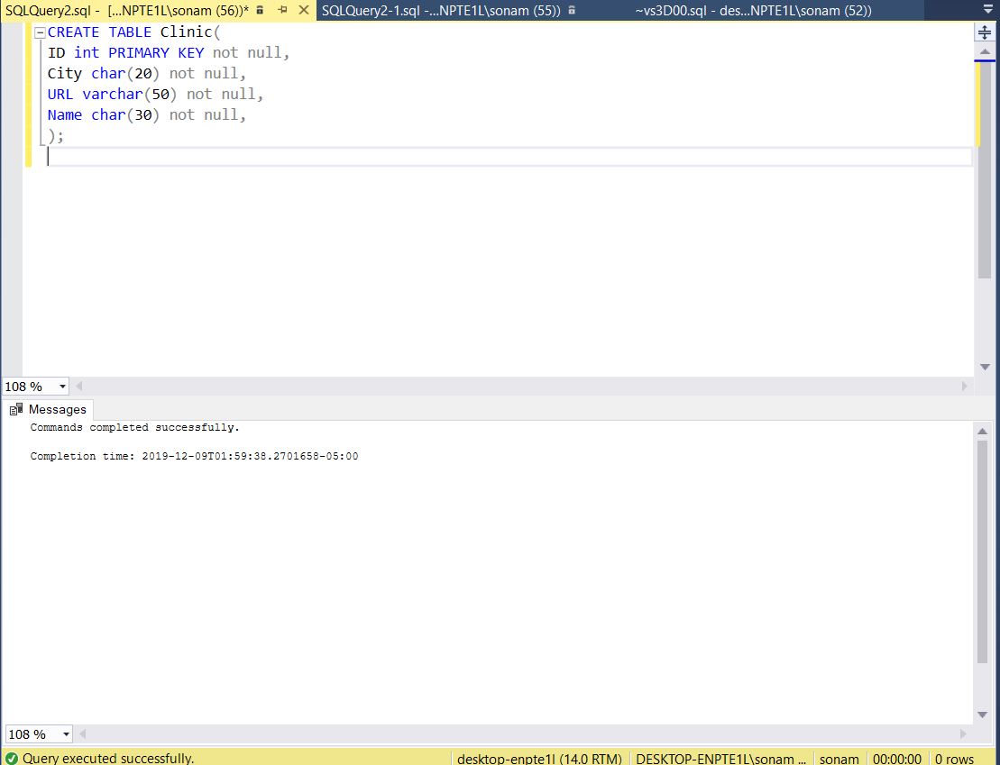 SQLQuery2.sql - [...NPTE1L\sonam (56))* SQLQuery2-1.sql -...NPTE1L\sonam (55)) ~vs3D00.sql - des...NPTE1L\sonam (52))
CREATE TABLE Clinic(
ID int PRIMARY KEY not null,
City char(20) not null,
URL varchar(50) not null,
Name char(30) not null,
);
108 %
Messages
Commands completed successfully.
Completion time: 2019-12-09T01:59:38.2701658-05:00
108 %
Query executed successfully. desktop-enpte1l (14.0 RTM) DESKTOP-ENPTE1L\sonam ... sonam 00:00:00 0 rows